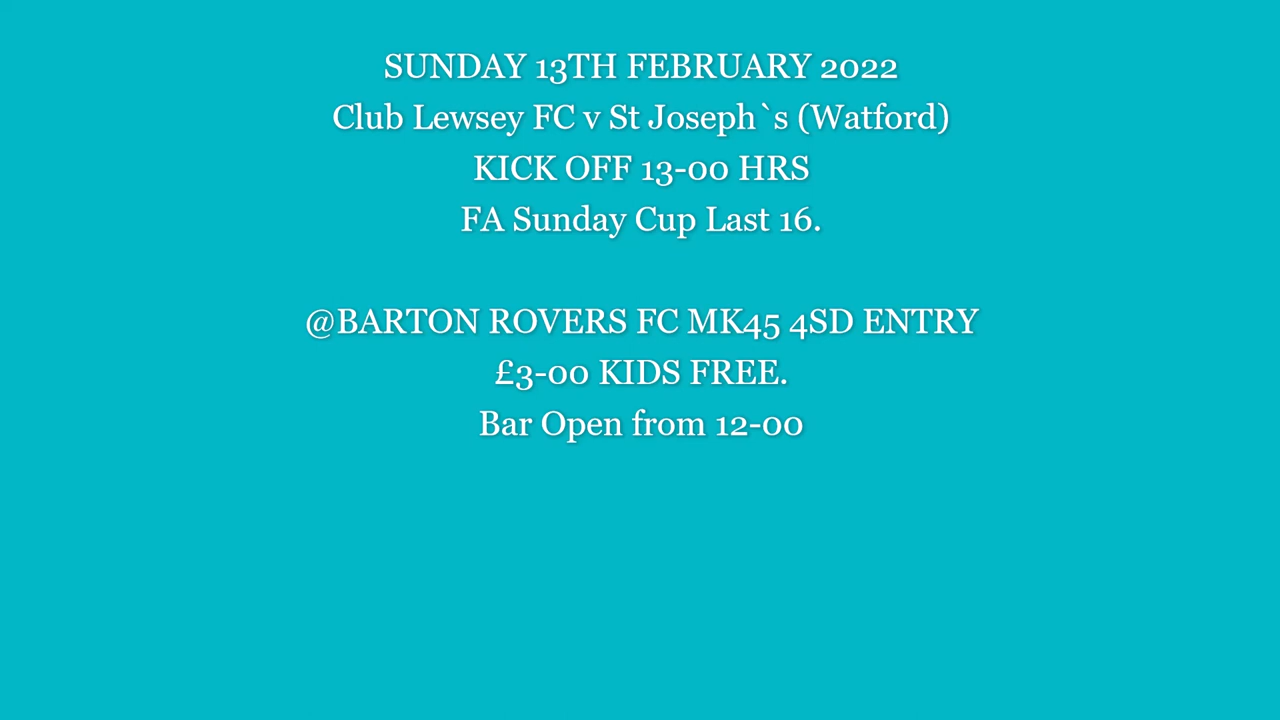 SUNDAY 13TH FEBRUARY 2022
Club Lewsey FC v St Joseph`s (Watford)
KICK OFF 13-00 HRS
FA Sunday Cup Last 16.
@BARTON ROVERS FC MK45 4SD ENTRY
£3-00 KIDS FREE.
Bar Open from 12-00